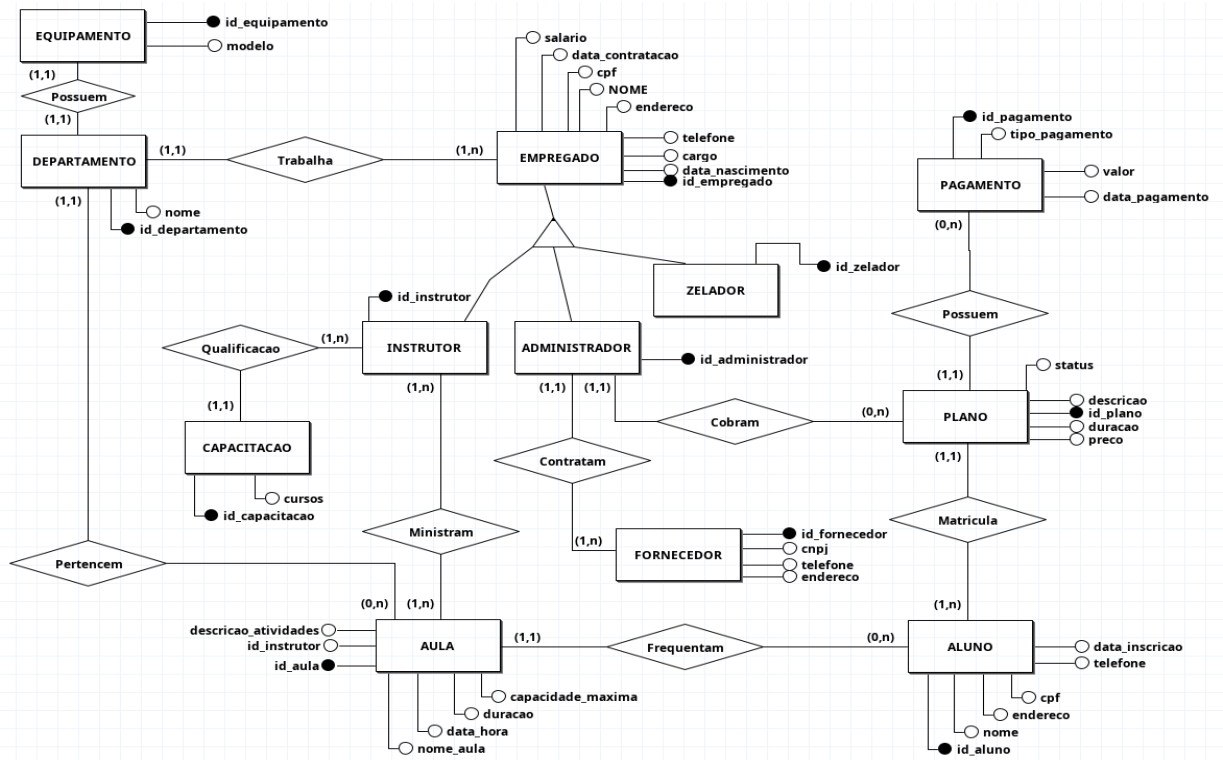 EQUIPAMENTO
id_equipamento
modelo
(1,1)
Possuem
(1,1)
DEPARTAMENTO
(1,1)
Trabalha
(1,n)
EMPREGADO
salario
data_contratacao
cpf
NOME
endereco
telefone
cargo
data_nascimento
id_empregado
(1,1)
nome
id_departamento
id_pagamento
tipo_pagamento
PAGAMENTO
valor
data_pagamento
(0,n)
Possuem
(1,1)
ZELADOR
id_zelador
id_instrutor
Qualificacao
(1,n)
INSTRUTOR
(1,n)
ADMINISTRADOR
id_administrador
(1,1)
(1,1)
Cobram
(0,n)
PLANO
status
descricao
id_plano
duracao
preco
(1,1)
(1,1)
CAPACITACAO
cursos
id_capacitacao
Contratam
(1,n)
FORNECEDOR
id_fornecedor
cnpj
telefone
endereco
Matricula
(1,n)
Ministram
Pertencem
(0,n)
(1,n)
descricao_atividades
id_instrutor
id_aula
AULA
(1,1)
Frequentam
(0,n)
ALUNO
data_inscricao
telefone
capacidade_maxima
duracao
data_hora
nome_aula
cpf
endereco
nome
id_aluno